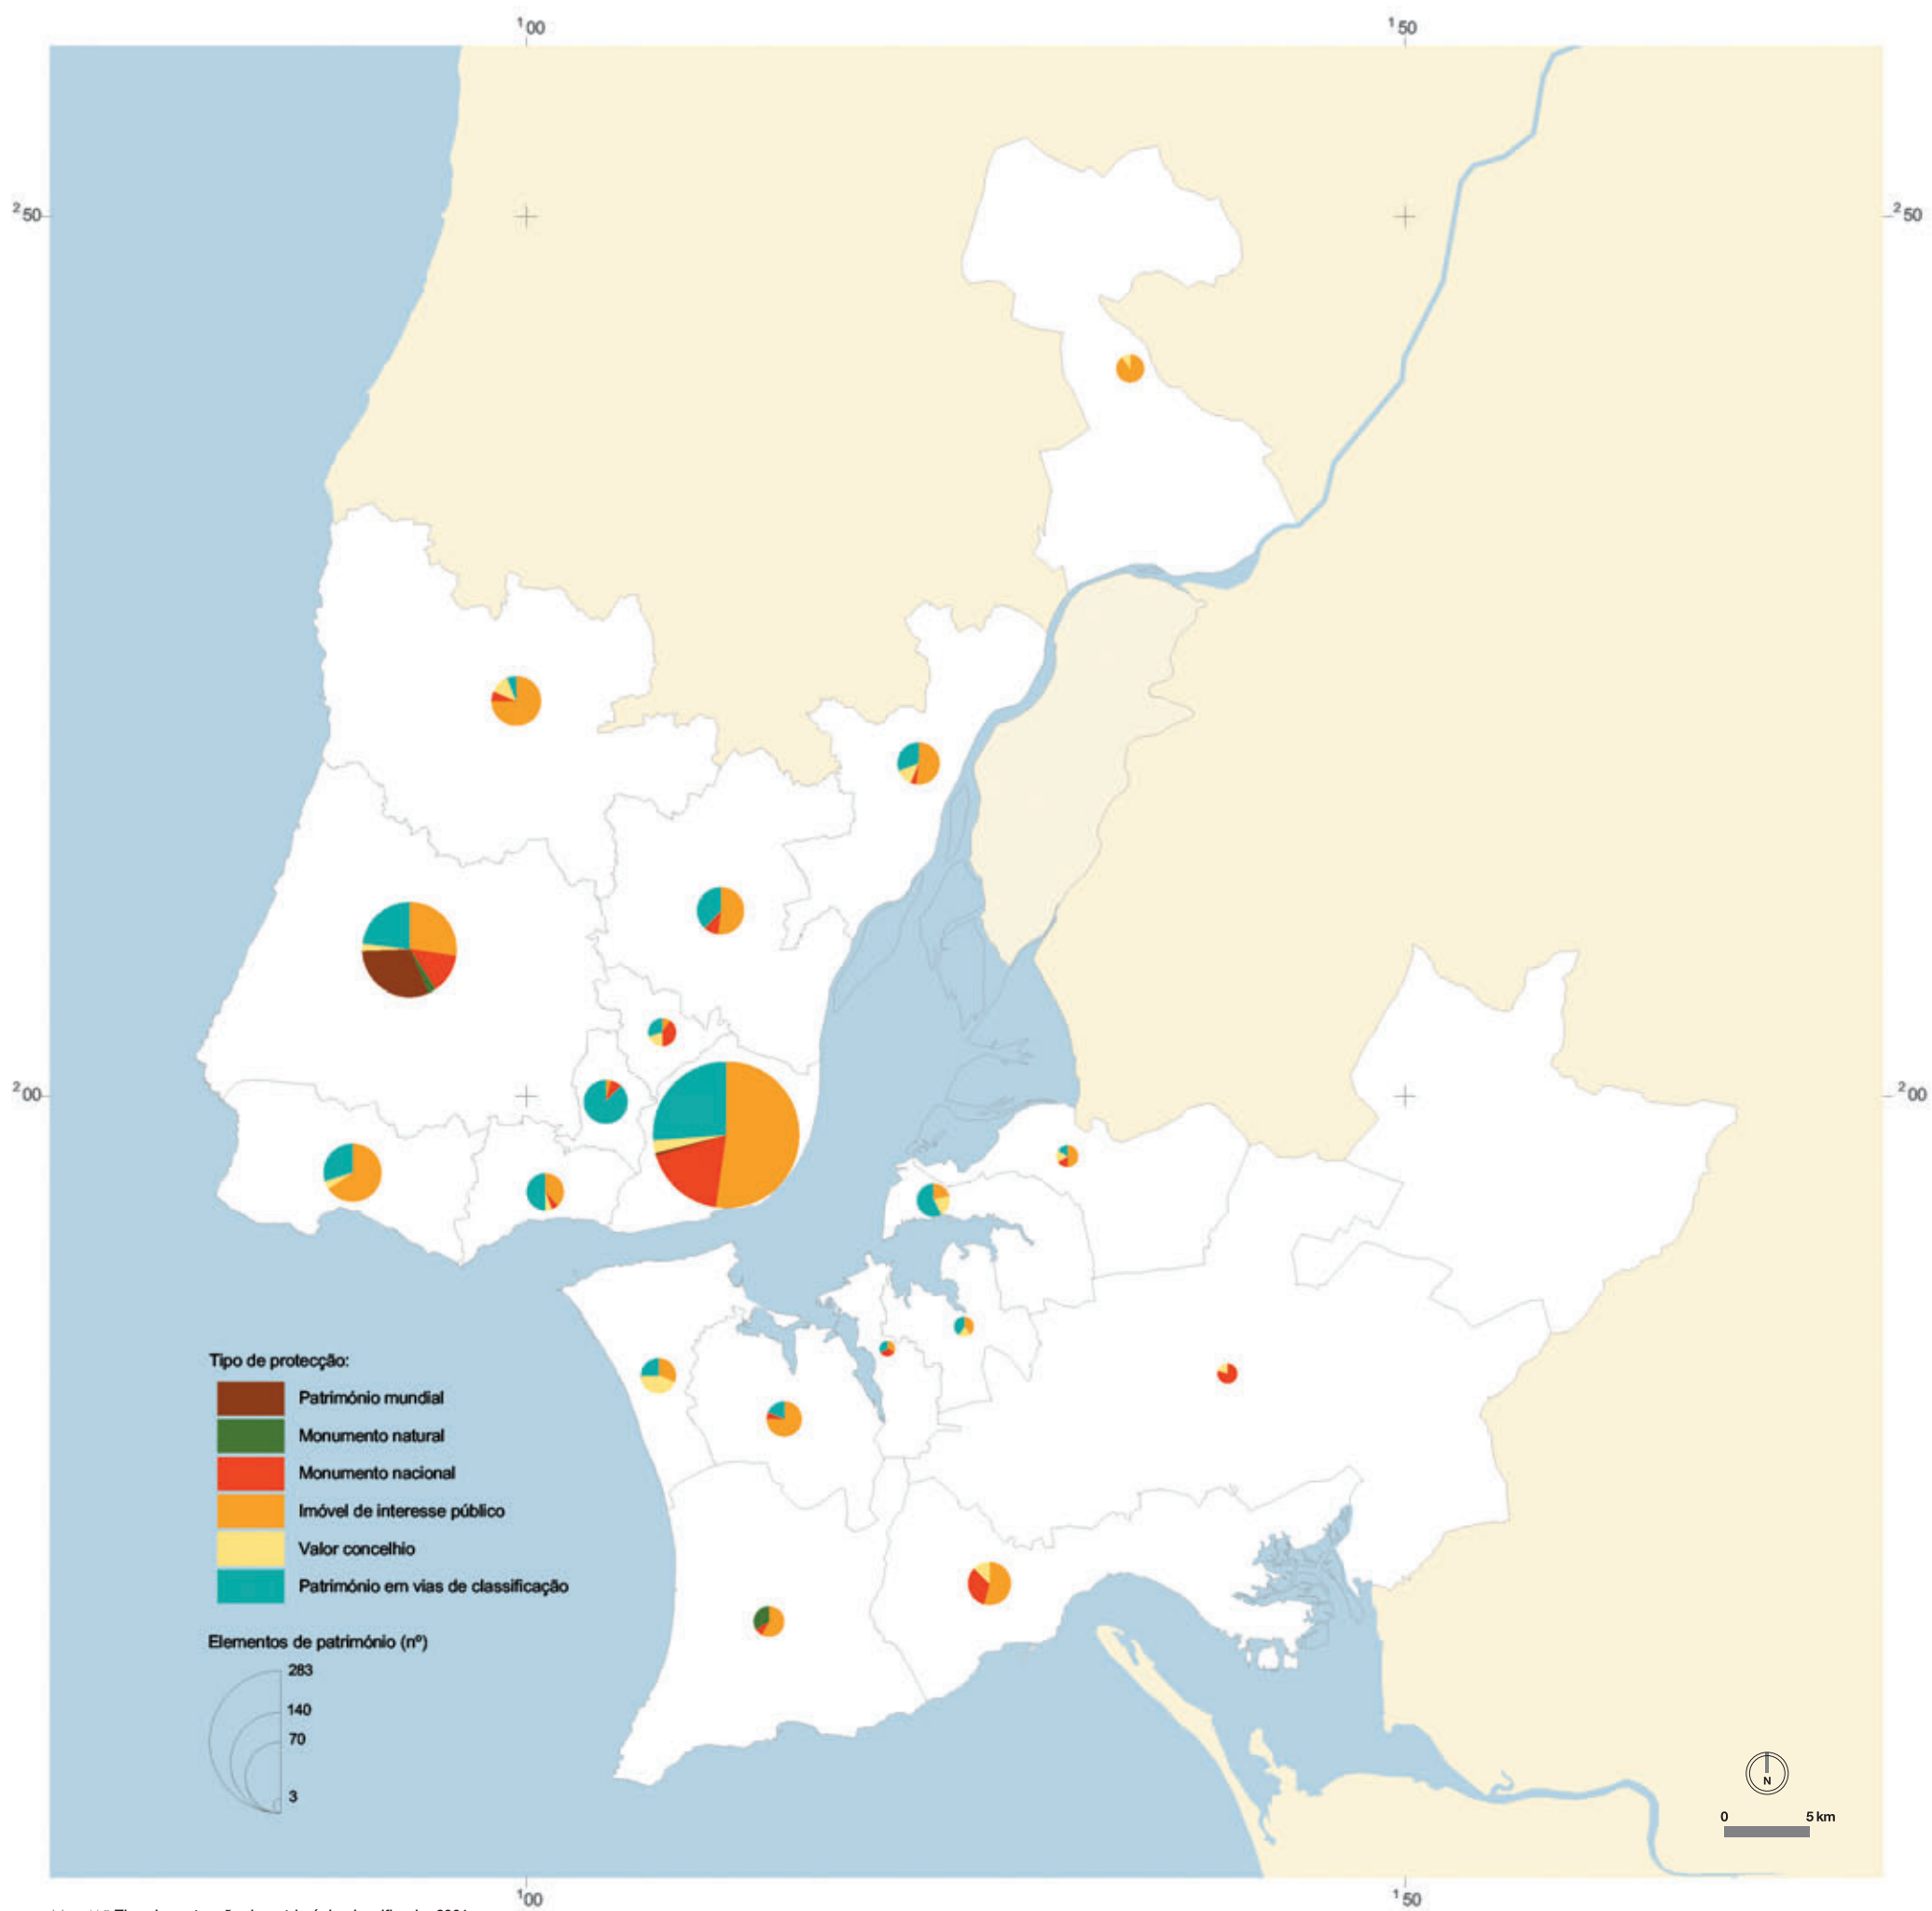 ¹00
¹50
²50
²50
²00
²00
Tipo de protecção:
Património mundial
Monumento natural
Monumento nacional
Imóvel de interesse público
Valor concelhio
Património em vias de classificação
Elementos de património (nº)
283
140
70
3
N
0
5 km
¹00
¹50